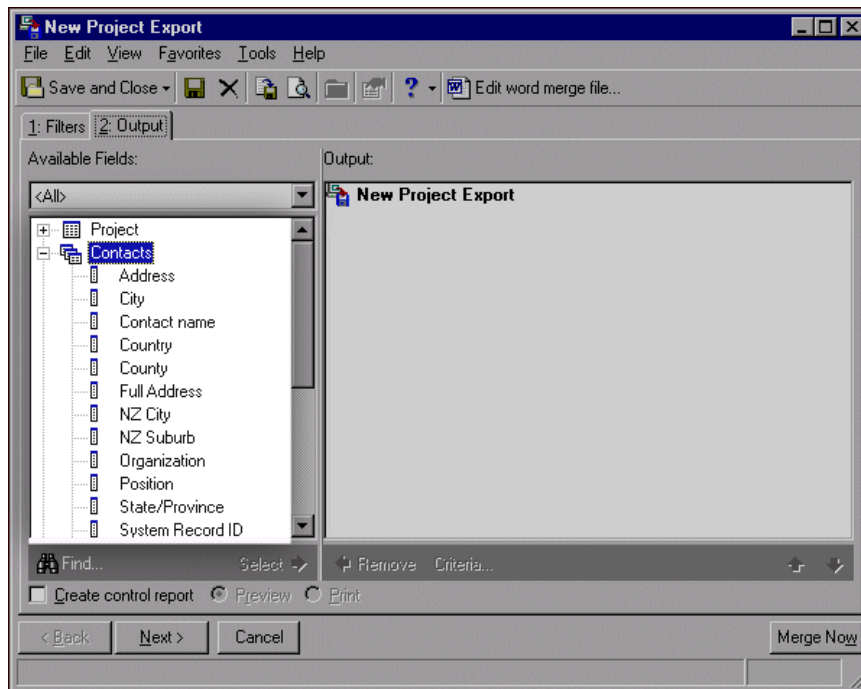 New Project Export
File Edit View Favorites Tools Help
Save and Close ? Edit word merge file...
1: Filters 2: Output
Available Fields:
Output:
<All>
New Project Export
Project
Contacts
Address
City
Contact name
Country
County
Full Address
NZ City
NZ Suburb
Organization
Position
State/Province
System Record ID
Find... Select
Remove Criteria...
Create control report Preview Print
< Back Next > Cancel Merge Now